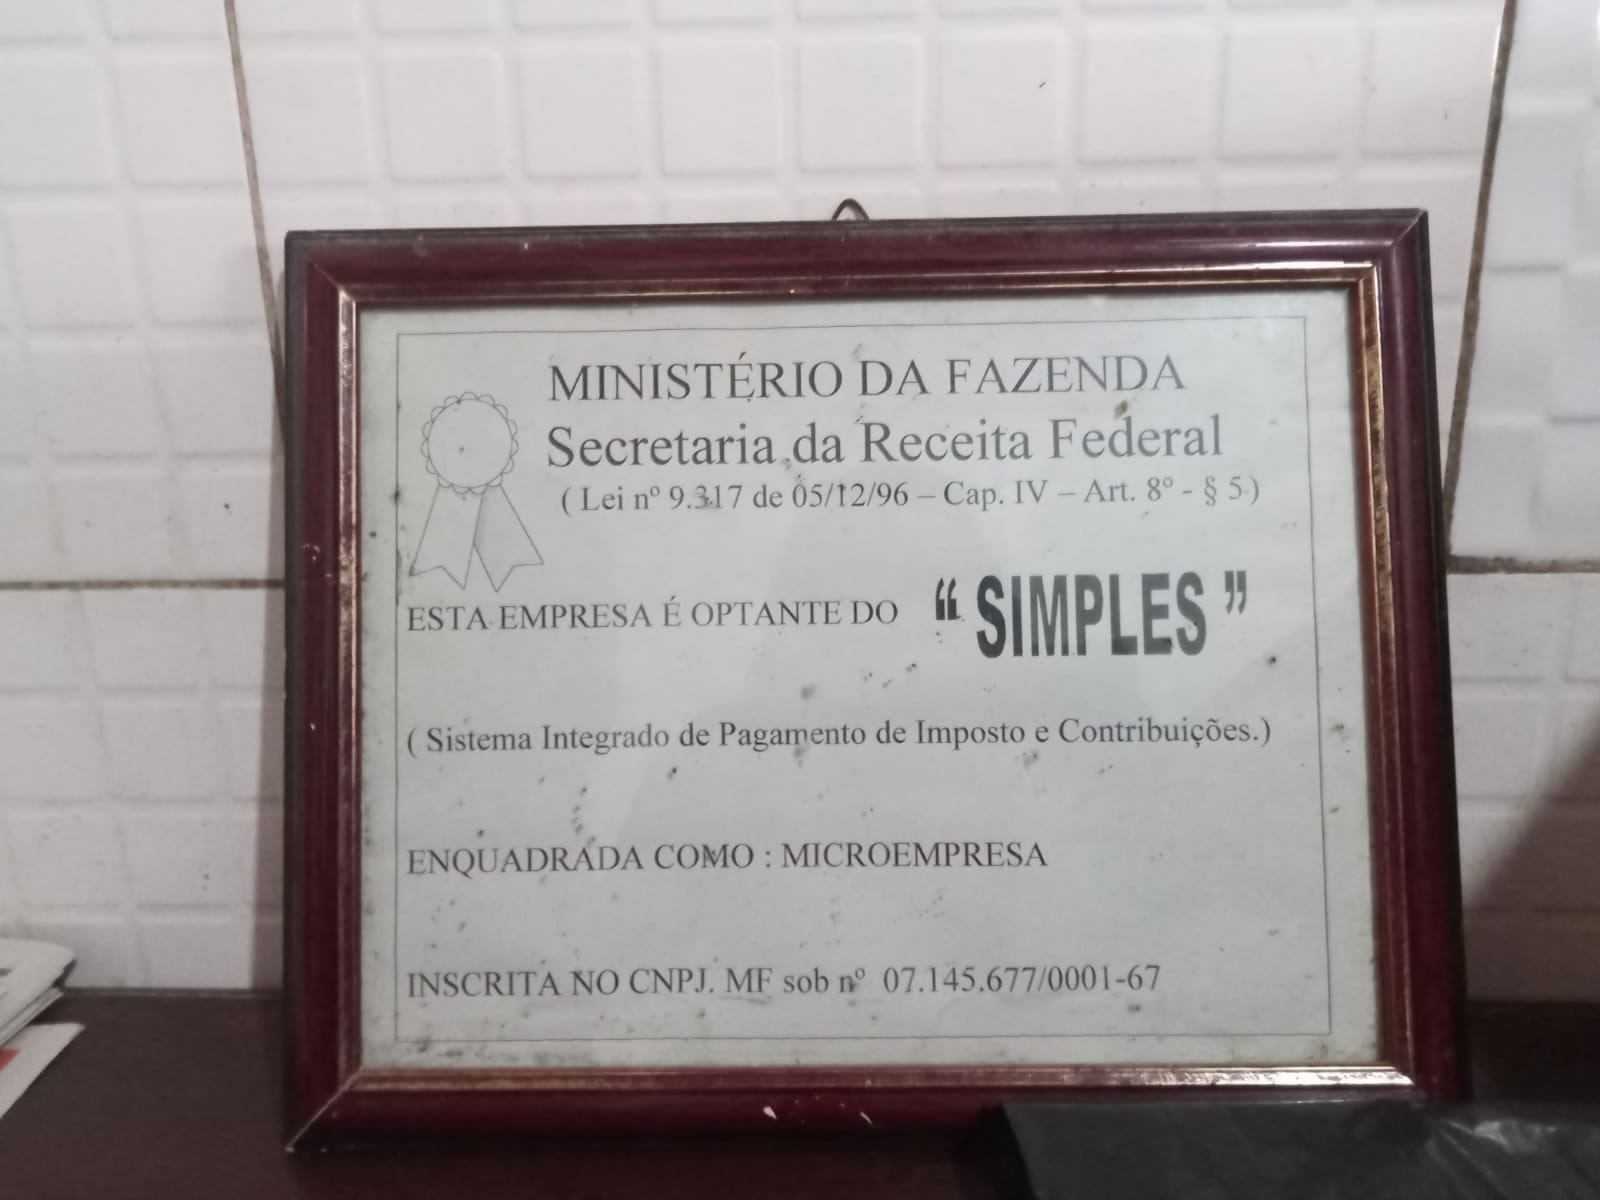 MINISTÉRIO DA FAZENDA
Secretaria da Receita Federal
( Lei nº 9.317 de 05/12/96 – Cap. IV – Art. 8º - § 5 )
ESTA EMPRESA É OPTANTE DO “ SIMPLES ”
( Sistema Integrado de Pagamento de Imposto e Contribuições.)
ENQUADRADA COMO : MICROEMPRESA
INSCRITA NO CNPJ. MF sob nº 07.145.677/0001-67